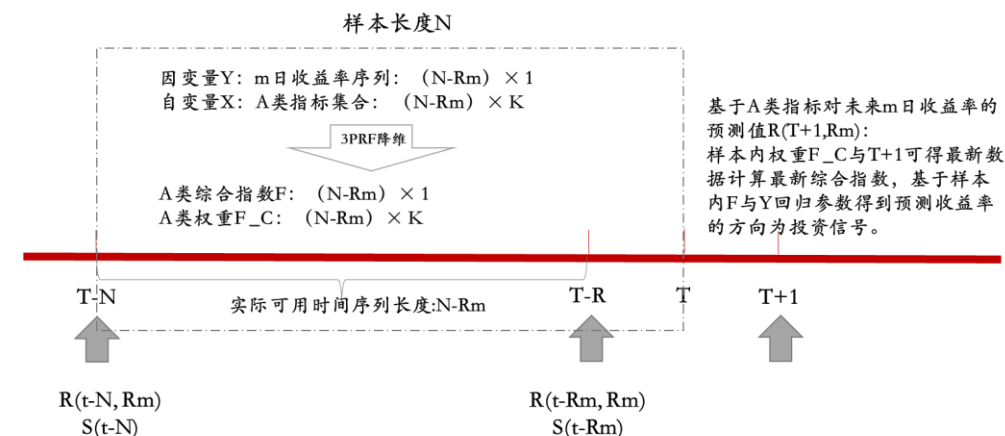 样本长度N
因变量Y：m日收益率序列：（N-Rm）×1
自变量X：A类指标集合：（N-Rm）×K
3PRF降维
A类综合指数F：（N-Rm）×1
A类权重F_C：（N-Rm）×K
基于A类指标对未来m日收益率的
预测值R(T+1,Rm)：
样本内权重F_C与T+1可得最新数
据计算最新综合指数，基于样本
内F与Y回归参数得到预测收益率
的方向为投资信号。
T-N
实际可用时间序列长度:N-Rm
T-R
T
T+1
R(t-N, Rm)
S(t-N)
R(t-Rm, Rm)
S(t-Rm)